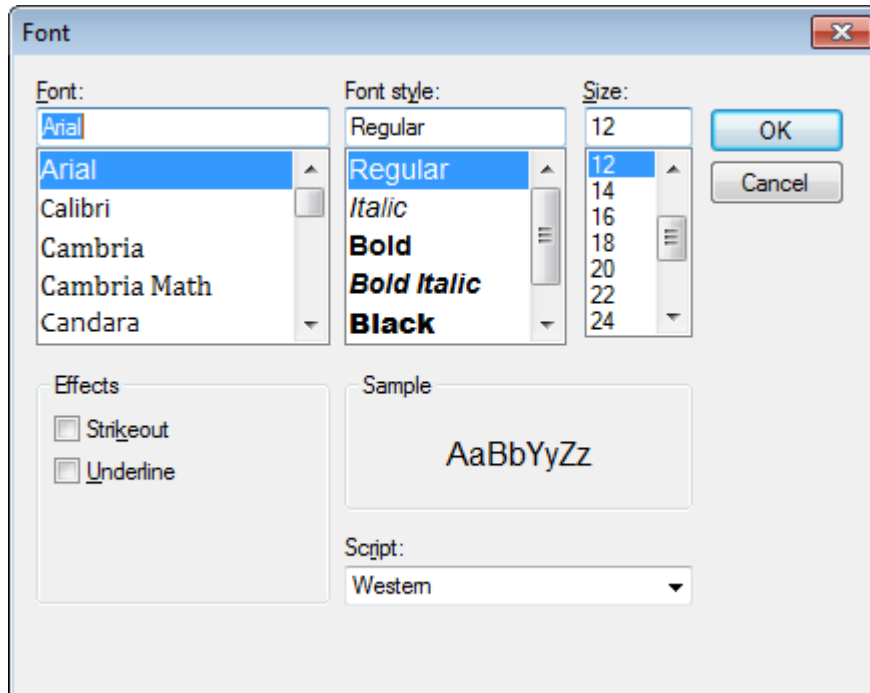 Font
Font:
Arial
Arial
Calibri
Cambria
Cambria Math
Candara
Font style:
Regular
Regular
Italic
Bold
Bold Italic
Black
Size:
12
12
14
16
18
20
22
24
OK
Cancel
Effects
Strikeout
Underline
Sample
AaBbYyZz
Script:
Western